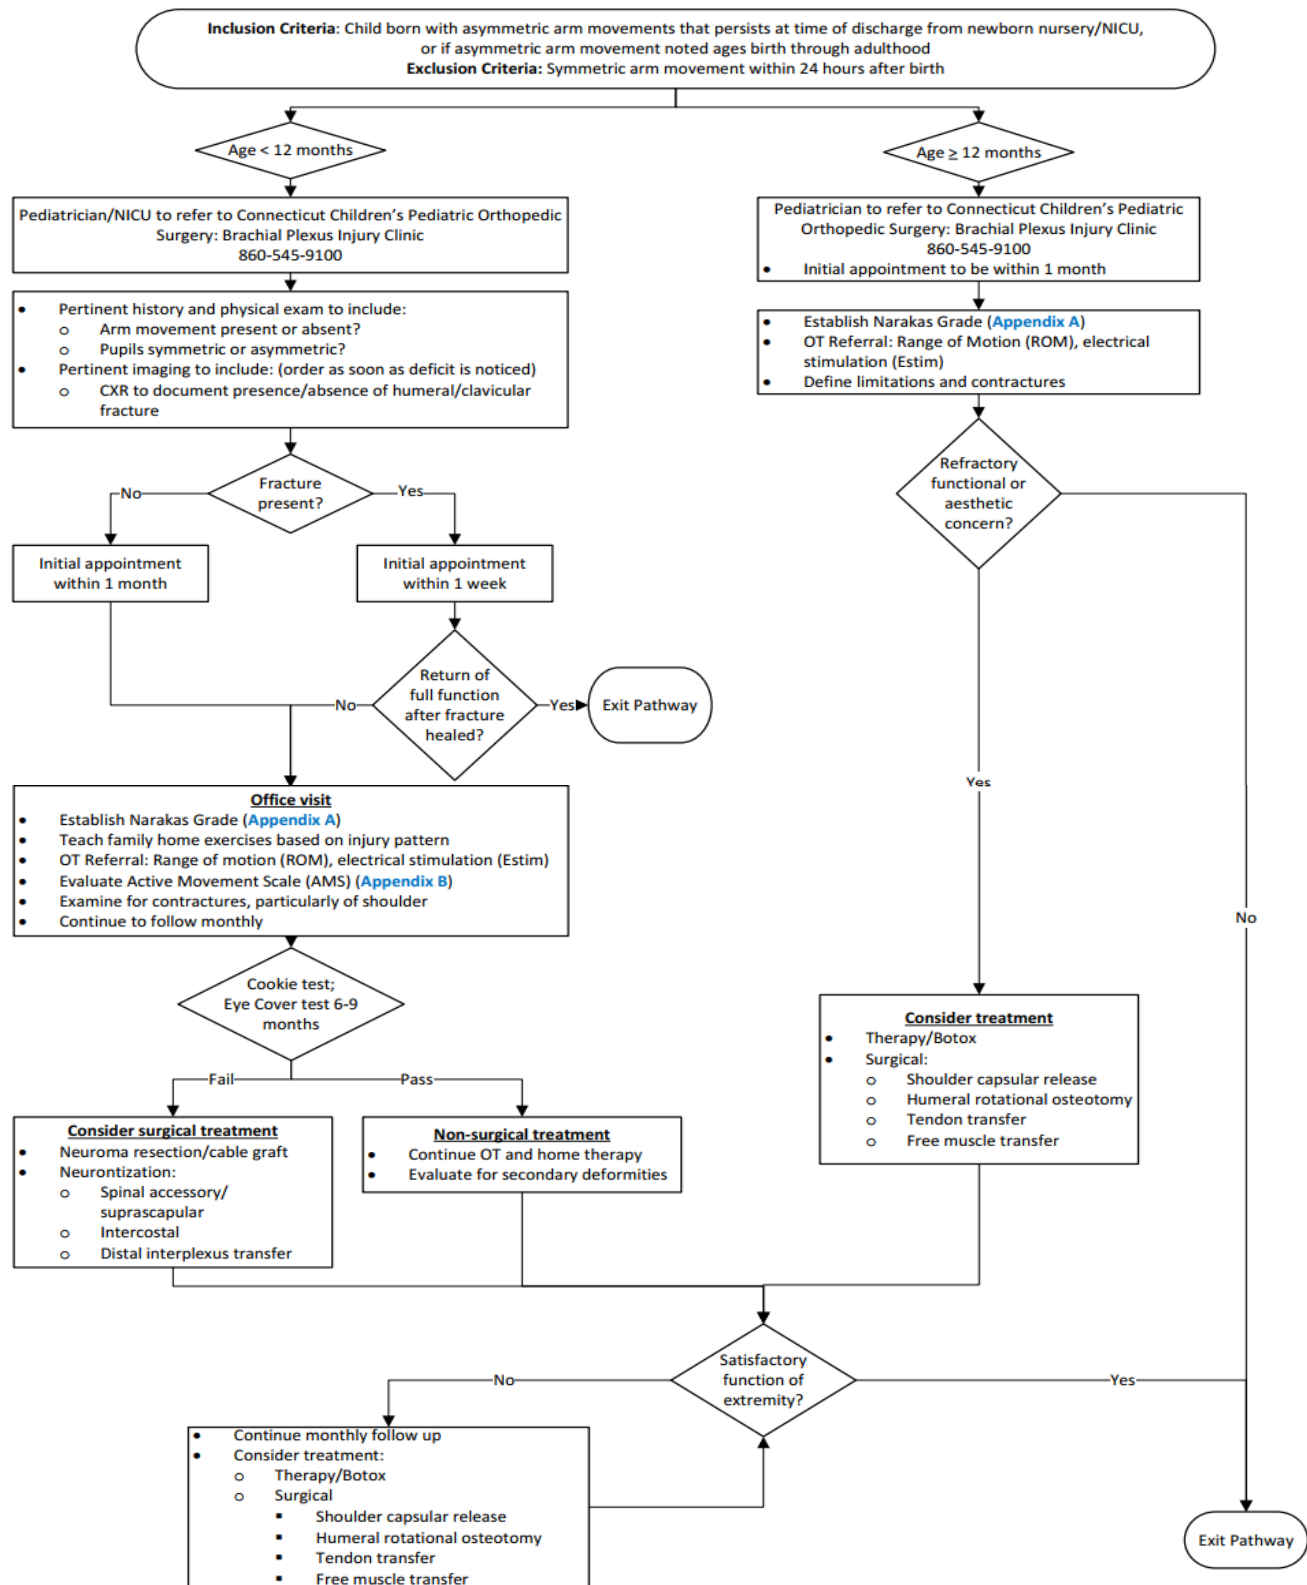 Inclusion Criteria: Child born with asymmetric arm movements that persists at time of discharge from newborn nursery/NICU,
or if asymmetric arm movement noted ages birth through adulthood
Exclusion Criteria: Symmetric arm movement within 24 hours after birth
Age < 12 months
Age ≥ 12 months
Pediatrician/NICU to refer to Connecticut Children's Pediatric Orthopedic
Surgery: Brachial Plexus Injury Clinic
860-545-9100
Pediatrician to refer to Connecticut Children's Pediatric
Orthopedic Surgery: Brachial Plexus Injury Clinic
860-545-9100
• Initial appointment to be within 1 month
• Pertinent history and physical exam to include:
o Arm movement present or absent?
o Pupils symmetric or asymmetric?
• Pertinent imaging to include: (order as soon as deficit is noticed)
o CXR to document presence/absence of humeral/clavicular
fracture
• Establish Narakas Grade (Appendix A)
• OT Referral: Range of Motion (ROM), electrical
stimulation (Estim)
• Define limitations and contractures
Fracture
present?
No
Yes
Refractory
functional or
aesthetic
concern?
Initial appointment
within 1 month
Initial appointment
within 1 week
Return of
full function
after fracture
healed?
No
Yes
Exit Pathway
Yes
No
Office visit
• Establish Narakas Grade (Appendix A)
• Teach family home exercises based on injury pattern
• OT Referral: Range of motion (ROM), electrical stimulation (Estim)
• Evaluate Active Movement Scale (AMS) (Appendix B)
• Examine for contractures, particularly of shoulder
• Continue to follow monthly
Cookie test;
Eye Cover test 6-9
months
Fail
Pass
Consider treatment
• Therapy/Botox
• Surgical:
o Shoulder capsular release
o Humeral rotational osteotomy
o Tendon transfer
o Free muscle transfer
Consider surgical treatment
• Neuroma resection/cable graft
• Neurontization:
o Spinal accessory/
suprascapular
o Intercostal
o Distal interplexus transfer
Non-surgical treatment
• Continue OT and home therapy
• Evaluate for secondary deformities
Satisfactory
function of
extremity?
No
Yes
• Continue monthly follow up
• Consider treatment:
o Therapy/Botox
o Surgical
▪ Shoulder capsular release
▪ Humeral rotational osteotomy
▪ Tendon transfer
▪ Free muscle transfer
Exit Pathway